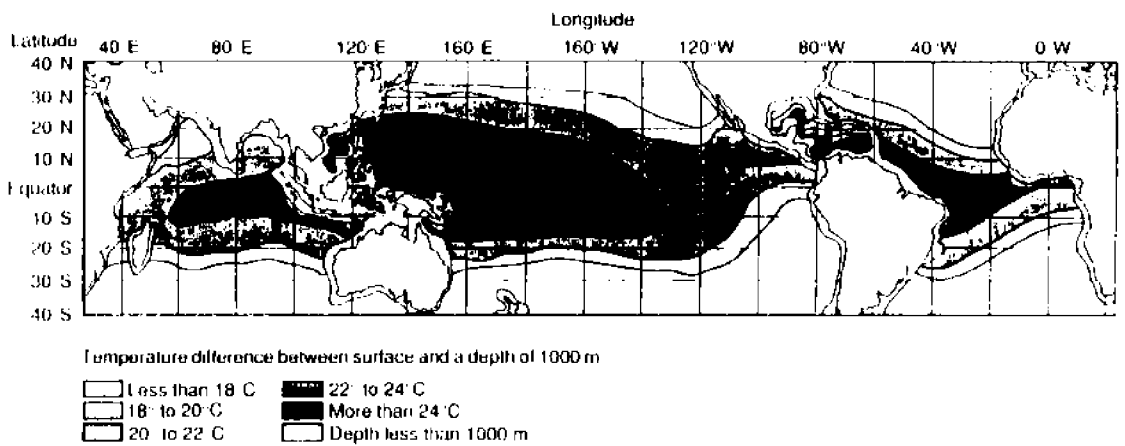 Longitude
Latitude 40 E 80 E 120 E 160 E 160 °W 120 °W 80 °W 40 °W 0 °W
40 N
30 N
20 N
10 N
Equator
10 S
20 S
30 S
40 S
Temperature difference between surface and a depth of 1000 m
Less than 18°C 22° to 24°C
18° to 20°C More than 24°C
20° to 22°C Depth less than 1000 m